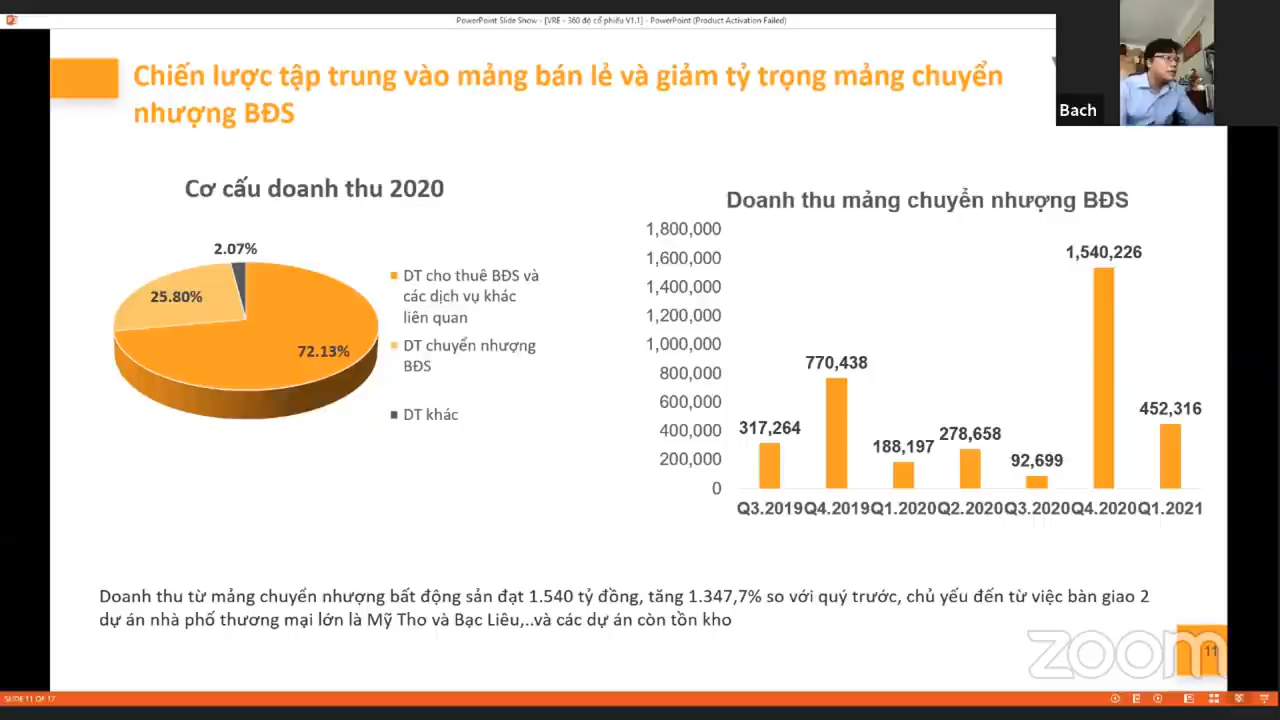 PowerPoint Slide Show - [VRE - 360 độ cổ phiếu V1.1] - PowerPoint (Product Activation Failed)
Bach
Chiến lược tập trung vào mảng bán lẻ và giảm tỷ trọng mảng chuyển
nhượng BĐS
Cơ cấu doanh thu 2020
2.07%
25.80%
72.13%
DT cho thuê BĐS và
các dịch vụ khác
liên quan
DT chuyển nhượng
BĐS
DT khác
Doanh thu mảng chuyển nhượng BĐS
1,800,000
1,600,000
1,400,000
1,200,000
1,000,000
800,000
600,000
400,000
200,000
0
317,264
770,438
188,197
278,658
92,699
1,540,226
452,316
Q3.2019 Q4.2019 Q1.2020 Q2.2020 Q3.2020 Q4.2020 Q1.2021
Doanh thu từ mảng chuyển nhượng bất động sản đạt 1.540 tỷ đồng, tăng 1.347,7% so với quý trước, chủ yếu đến từ việc bàn giao 2
dự án nhà phố thương mại lớn là Mỹ Tho và Bạc Liêu,..và các dự án còn tồn kho
zoom
11
SLIDE 11 OF 17